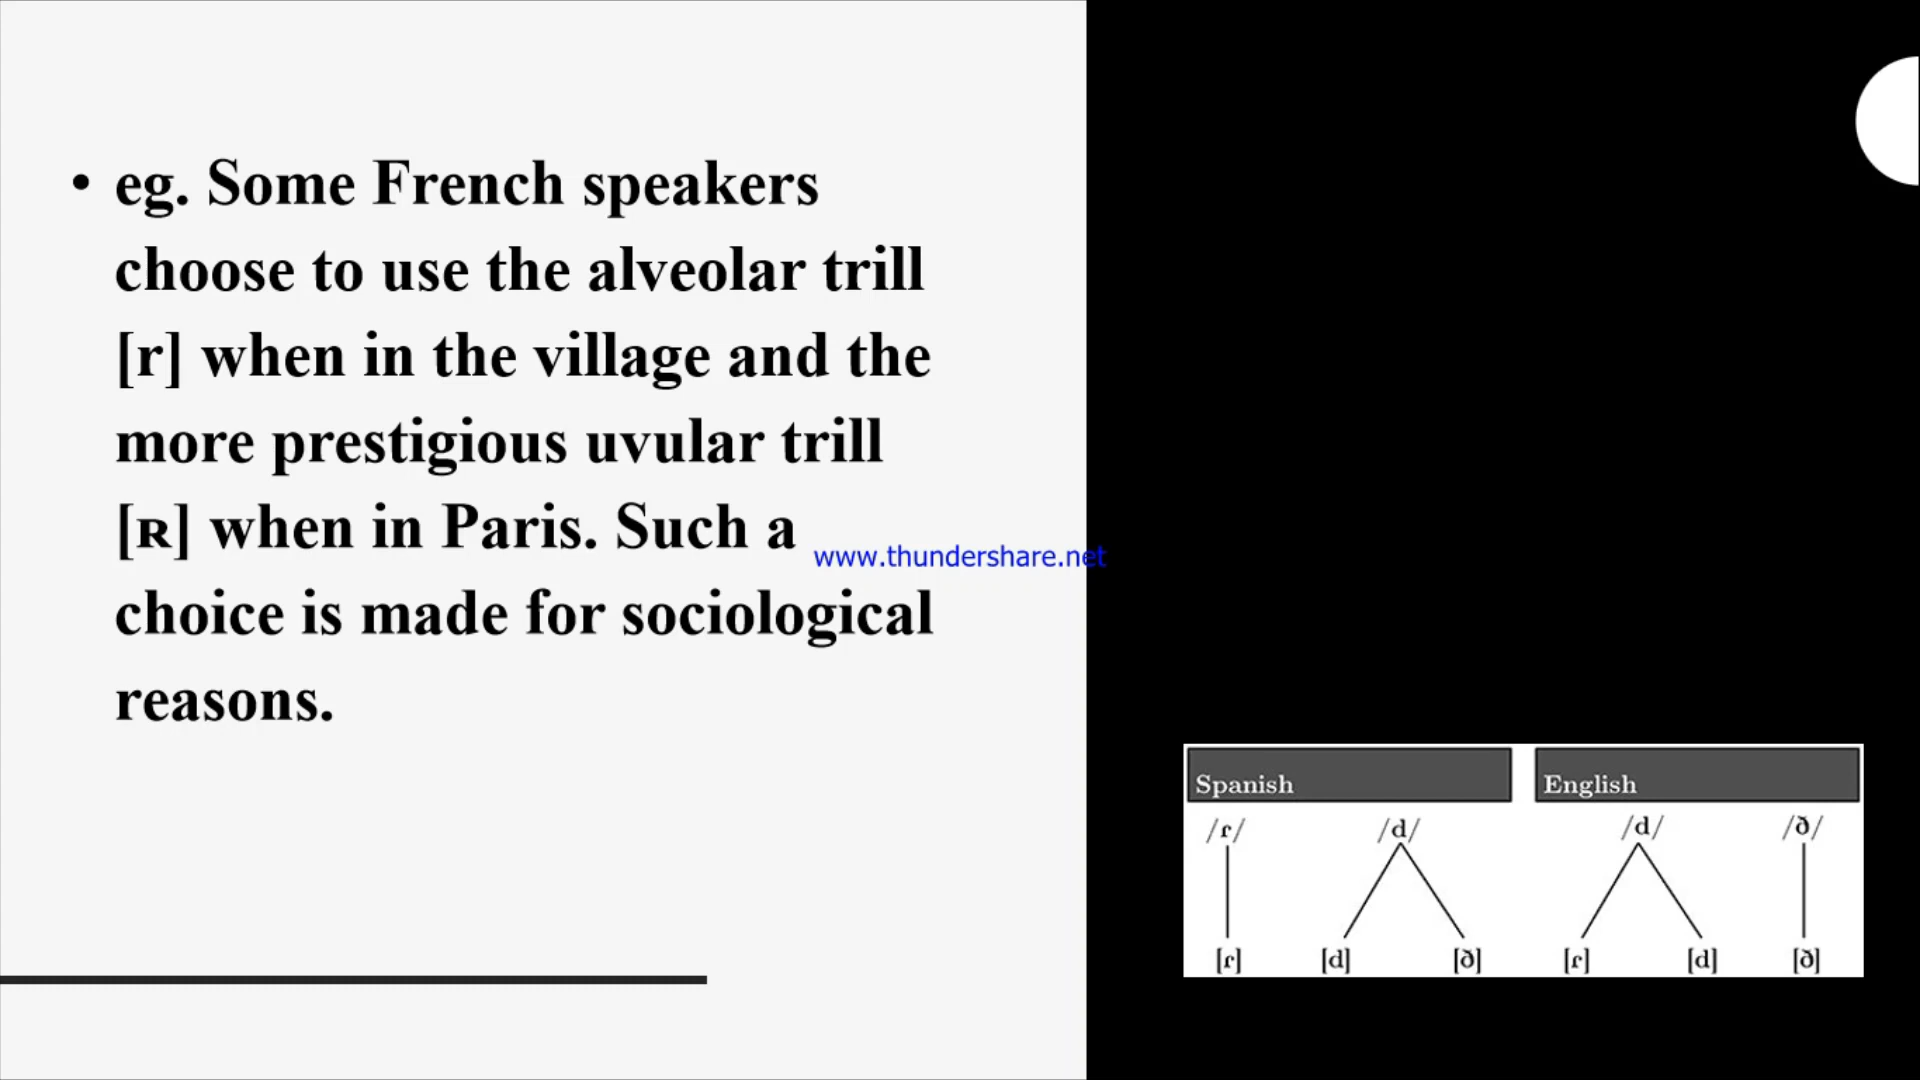 • eg. Some French speakers
choose to use the alveolar trill
[r] when in the village and the
more prestigious uvular trill
[ʀ] when in Paris. Such a
choice is made for sociological
reasons.
www.thundershare.net
Spanish English
/ɾ/ /d/ /d/ /ð/
[ɾ] [d] [ð] [ɾ] [d] [ð]